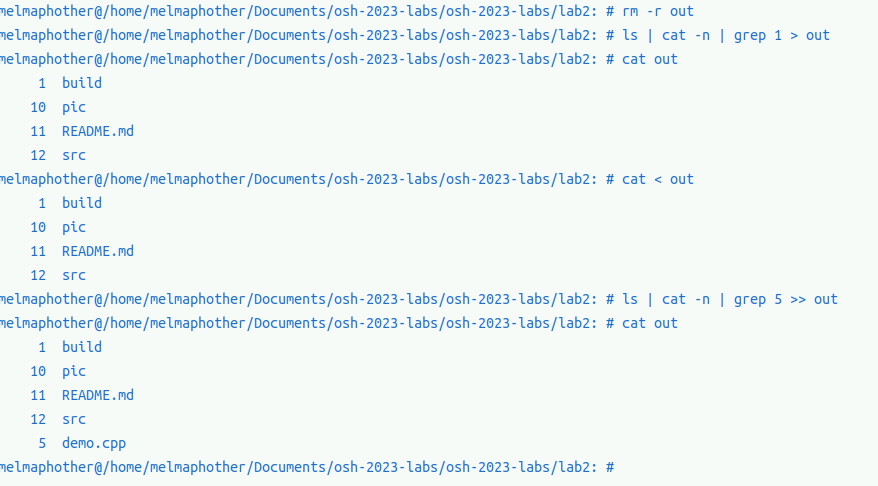 melmaphother@/home/melmaphother/Documents/osh-2023-labs/osh-2023-labs/lab2: # rm -r out
melmaphother@/home/melmaphother/Documents/osh-2023-labs/osh-2023-labs/lab2: # ls | cat -n | grep 1 > out
melmaphother@/home/melmaphother/Documents/osh-2023-labs/osh-2023-labs/lab2: # cat out
     1  build
    10  pic
    11  README.md
    12  src
melmaphother@/home/melmaphother/Documents/osh-2023-labs/osh-2023-labs/lab2: # cat < out
     1  build
    10  pic
    11  README.md
    12  src
melmaphother@/home/melmaphother/Documents/osh-2023-labs/osh-2023-labs/lab2: # ls | cat -n | grep 5 >> out
melmaphother@/home/melmaphother/Documents/osh-2023-labs/osh-2023-labs/lab2: # cat out
     1  build
    10  pic
    11  README.md
    12  src
     5  demo.cpp
melmaphother@/home/melmaphother/Documents/osh-2023-labs/osh-2023-labs/lab2: #